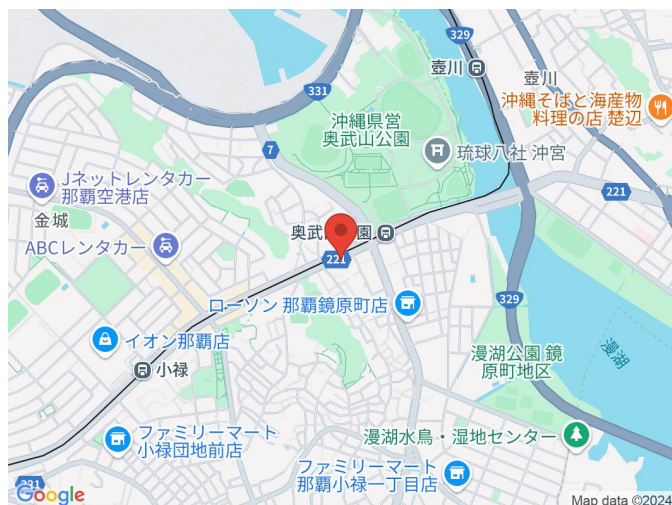 329
壺川
壺川
沖縄そばと海産物
料理の店 楚辺
331
沖縄県営
奥武山公園
7
琉球八社 沖宮
Jネットレンタカー
那覇空港店
221
金城
ABCレンタカー
奥武山公園
221
ローソン 那覇鏡原町店
329
イオン那覇店
漫湖
小禄
漫湖公園 鏡
原町地区
ファミリーマート
小禄団地前店
漫湖水鳥・湿地センター
ファミリーマート
那覇小禄一丁目店
331
Google
Map data ©2024